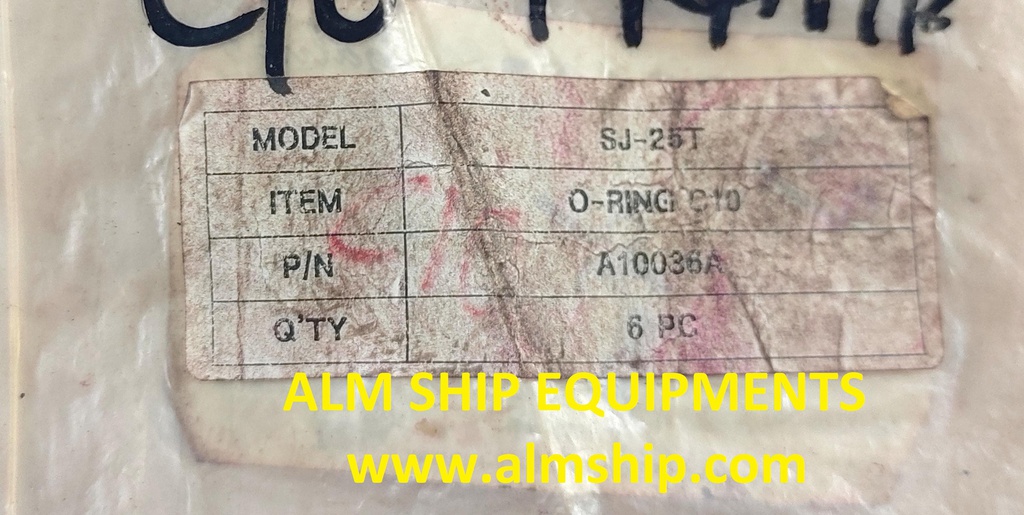 MODEL SJ-25T
ITEM O-RING G10
P/N A10036A
Q'TY 6 PC
ALM SHIP EQUIPMENTS
www.almship.com